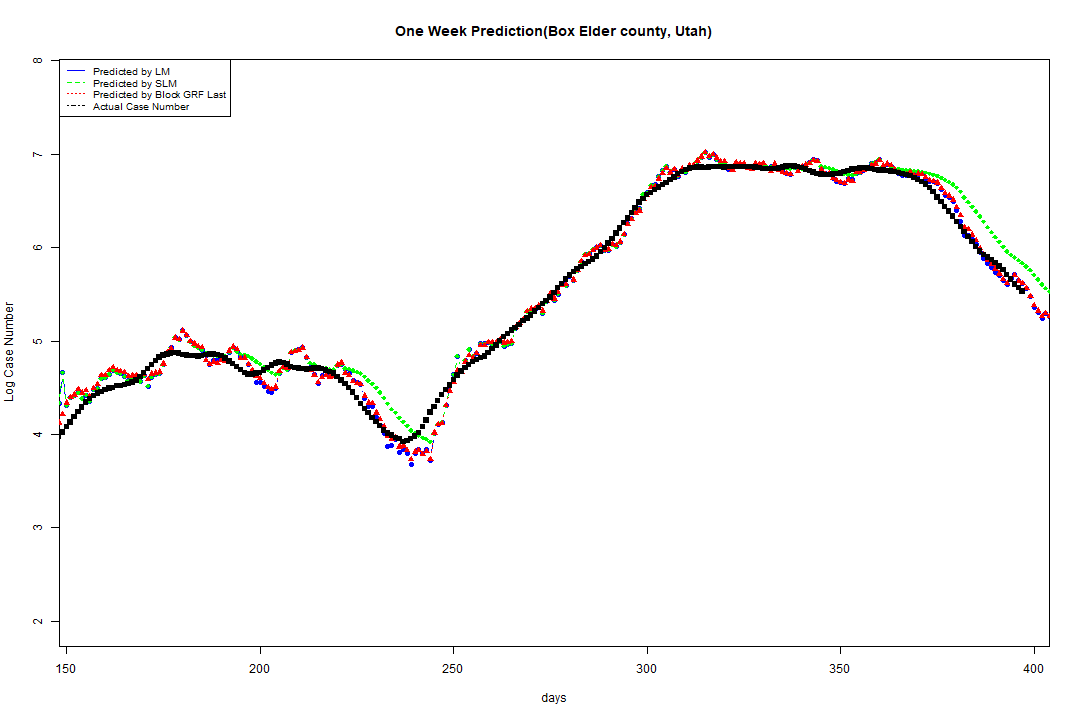 One Week Prediction(Box Elder county, Utah)
8
Predicted by LM
Predicted by SLM
Predicted by Block GRF Last
Actual Case Number
7
6
5
4
3
2
Log Case Number
150 200 250 300 350 400
days